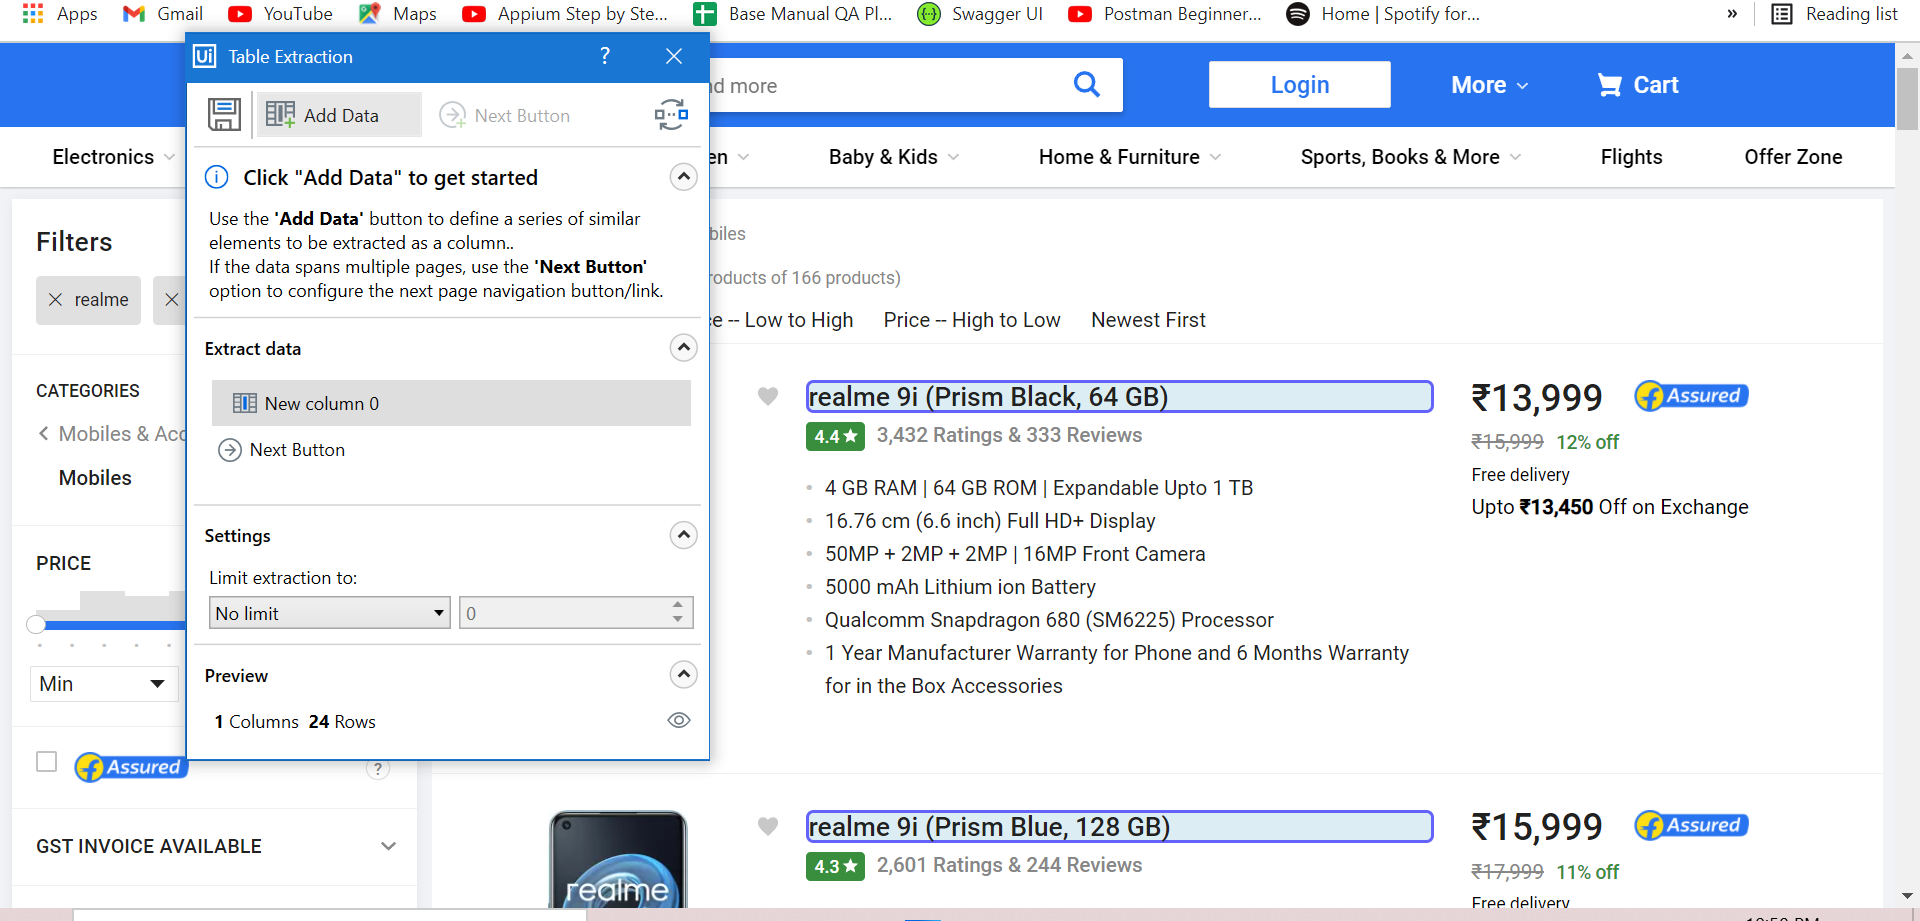 Apps Gmail YouTube Maps Appium Step by Ste... Base Manual QA Pl... Swagger UI Postman Beginner... Home | Spotify for... » Reading list
Ui Table Extraction ?
Add Data Next Button
nd more Login More Cart
Electronics en Baby & Kids Home & Furniture Sports, Books & More Flights Offer Zone
Click "Add Data" to get started
Use the 'Add Data' button to define a series of similar
elements to be extracted as a column..
If the data spans multiple pages, use the 'Next Button'
option to configure the next page navigation button/link.
Extract data
New column 0
Next Button
Settings
Limit extraction to:
No limit 0
Preview
1 Columns 24 Rows
Filters
realme
CATEGORIES
Mobiles & Acc
Mobiles
PRICE
Min
f Assured ?
GST INVOICE AVAILABLE
biles
roducts of 166 products)
ce -- Low to High Price -- High to Low Newest First
realme 9i (Prism Black, 64 GB)
4.4 3,432 Ratings & 333 Reviews
4 GB RAM | 64 GB ROM | Expandable Upto 1 TB
16.76 cm (6.6 inch) Full HD+ Display
50MP + 2MP + 2MP | 16MP Front Camera
5000 mAh Lithium ion Battery
Qualcomm Snapdragon 680 (SM6225) Processor
1 Year Manufacturer Warranty for Phone and 6 Months Warranty
for in the Box Accessories
₹13,999 f Assured
₹15,999 12% off
Free delivery
Upto ₹13,450 Off on Exchange
realme
realme 9i (Prism Blue, 128 GB)
4.3 2,601 Ratings & 244 Reviews
₹15,999 f Assured
₹17,999 11% off
Free delivery